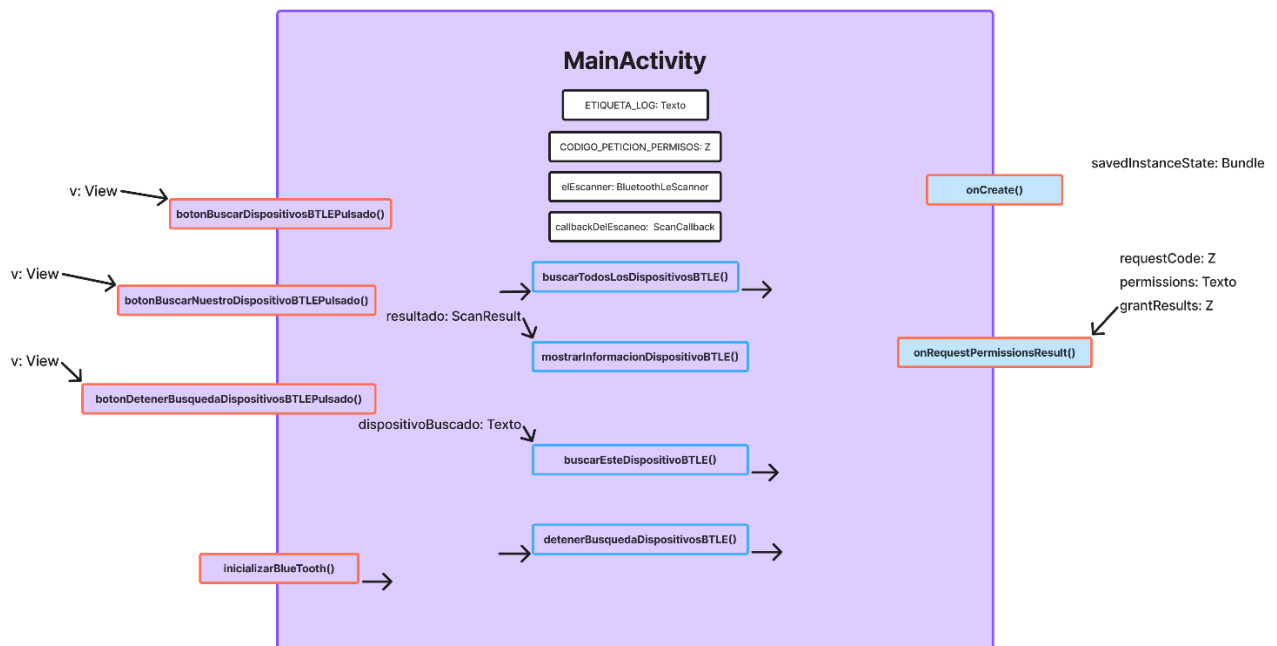 MainActivity
ETIQUETA_LOG: Texto
CODIGO_PETICION_PERMISOS: Z
elEscanner: BluetoothLeScanner
callbackDelEscaneo: ScanCallback
savedInstanceState: Bundle
onCreate()
v: View
botonBuscarDispositivosBTLEPulsado()
v: View
botonBuscarNuestroDispositivoBTLEPulsado()
buscarTodosLosDispositivosBTLE()
requestCode: Z
permissions: Texto
grantResults: Z
resultado: ScanResult
mostrarInformacionDispositivoBTLE()
onRequestPermissionsResult()
v: View
botonDetenerBusquedaDispositivosBTLEPulsado()
dispositivoBuscado: Texto
buscarEsteDispositivoBTLE()
detenerBusquedaDispositivosBTLE()
inicializarBlueTooth()